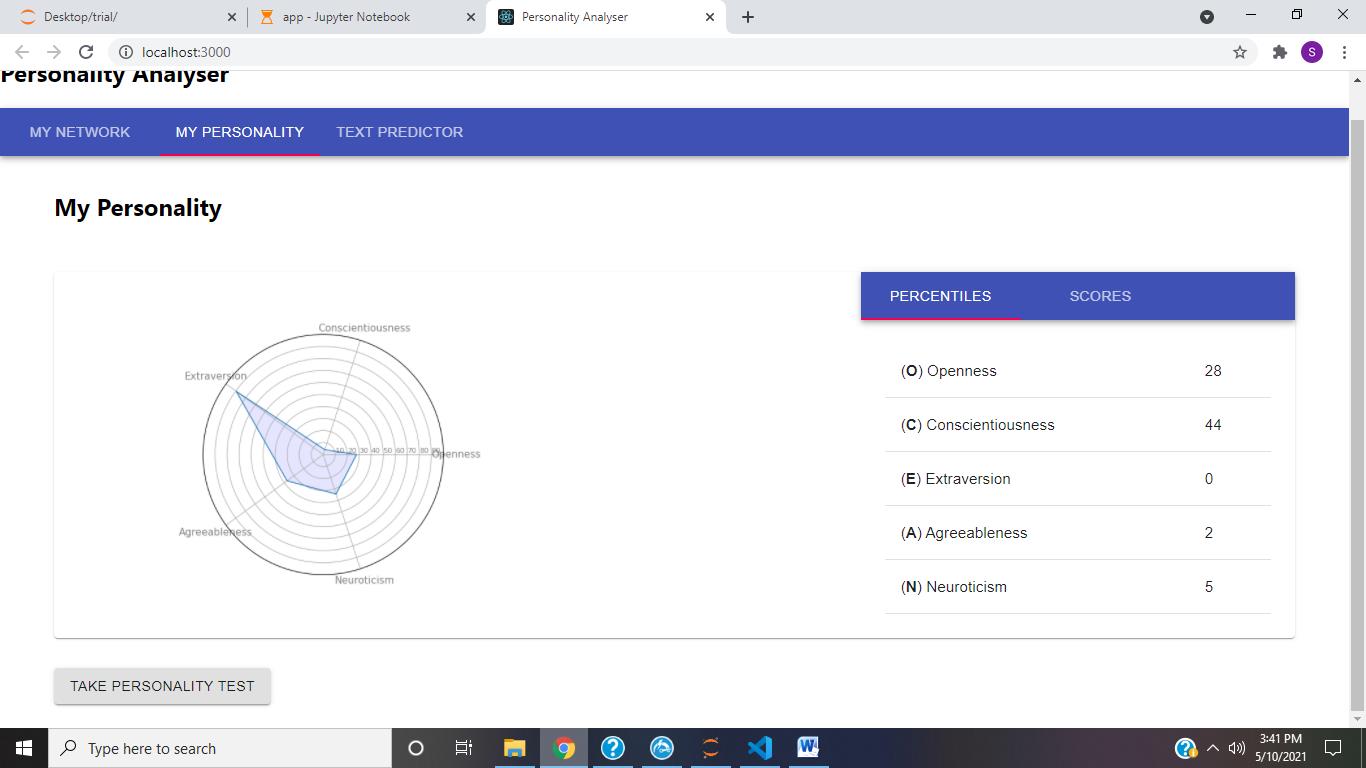 Desktop/trial/
app - Jupyter Notebook
Personality Analyser
localhost:3000
S
Personality Analyser
MY NETWORK
MY PERSONALITY
TEXT PREDICTOR
My Personality
PERCENTILES
SCORES
Conscientiousness
Extraversion
10 20 30 40 50 60 70 80
Openness
Agreeableness
Neuroticism
(O) Openness 28
(C) Conscientiousness 44
(E) Extraversion 0
(A) Agreeableness 2
(N) Neuroticism 5
TAKE PERSONALITY TEST
Type here to search
3:41 PM
5/10/2021